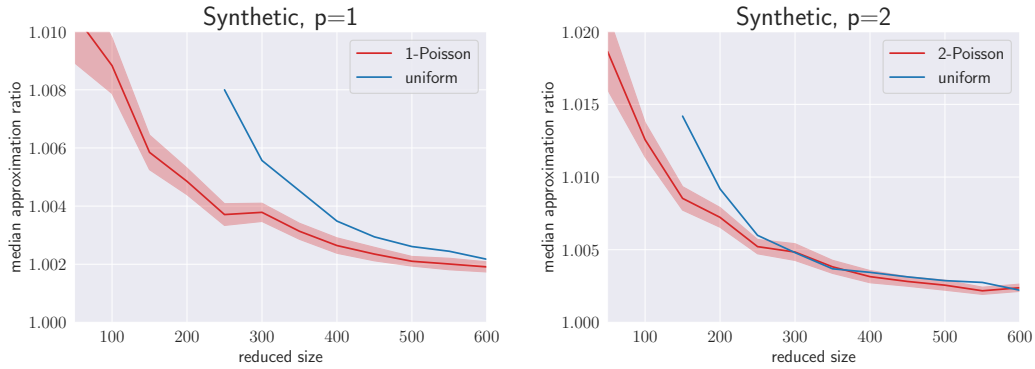 Synthetic, p=1
median approximation ratio
1.010
1.008
1.006
1.004
1.002
1.000
1-Poisson
uniform
100 200 300 400 500 600
reduced size
Synthetic, p=2
median approximation ratio
1.020
1.015
1.010
1.005
1.000
2-Poisson
uniform
100 200 300 400 500 600
reduced size